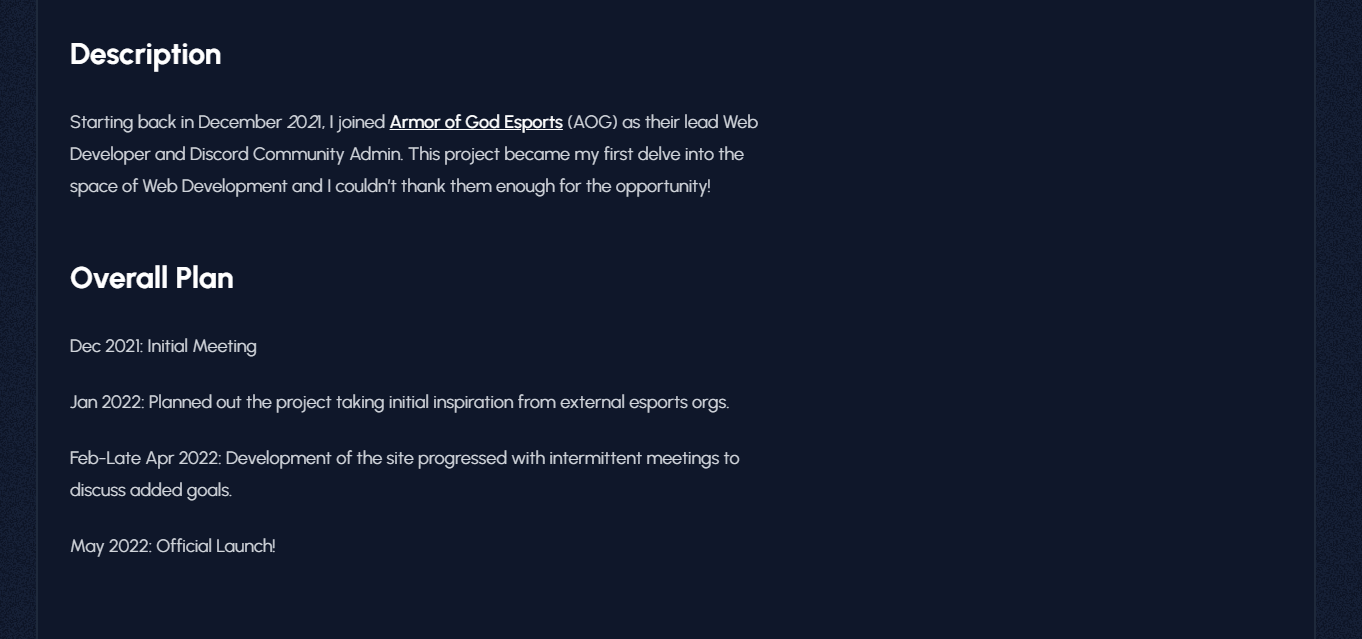 Description
Starting back in December 2021, I joined Armor of God Esports (AOG) as their lead Web
Developer and Discord Community Admin. This project became my first delve into the
space of Web Development and I couldn’t thank them enough for the opportunity!
Overall Plan
Dec 2021: Initial Meeting
Jan 2022: Planned out the project taking initial inspiration from external esports orgs.
Feb-Late Apr 2022: Development of the site progressed with intermittent meetings to
discuss added goals.
May 2022: Official Launch!